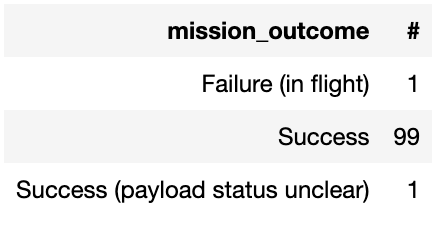 mission_outcome #
Failure (in flight) 1
Success 99
Success (payload status unclear) 1